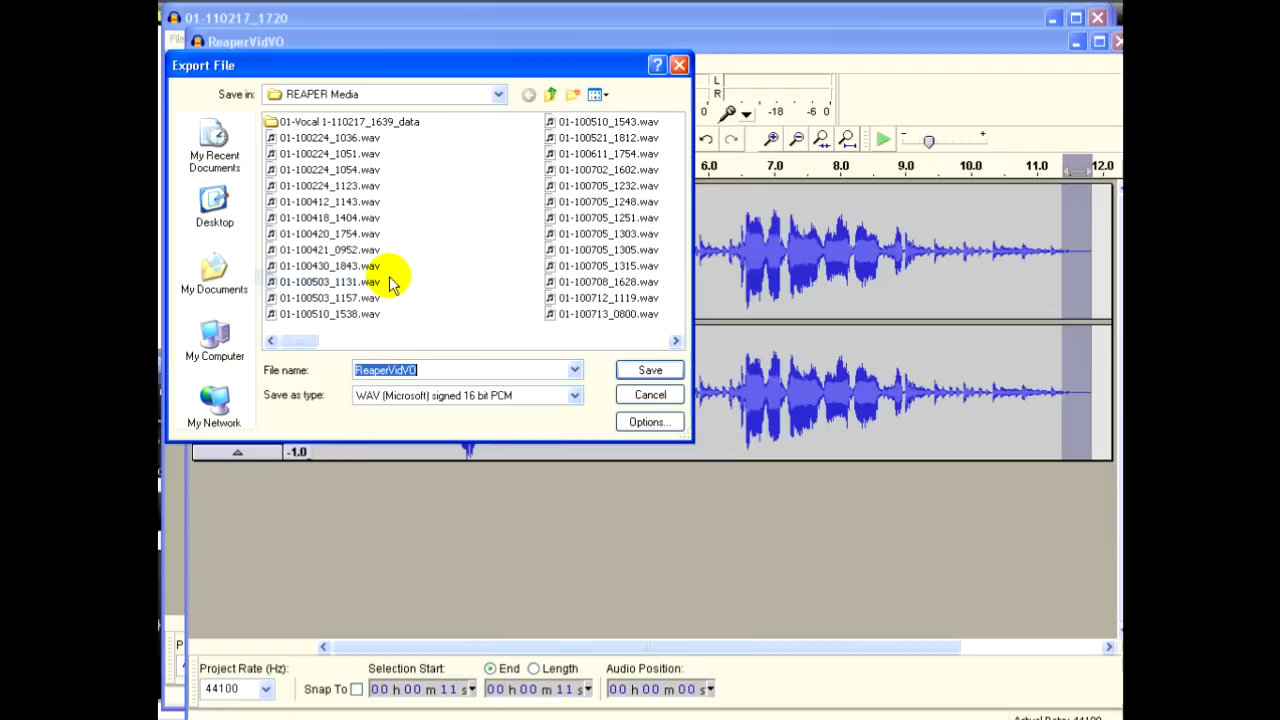 01-110217_1720
File
ReaperVidVO
Export File
Save in:
REAPER Media
My Recent
Documents
Desktop
My Documents
My Computer
My Network
01-Vocal 1-110217_1639_data
01-100224_1036.wav
01-100224_1051.wav
01-100224_1054.wav
01-100224_1123.wav
01-100412_1143.wav
01-100418_1404.wav
01-100420_1754.wav
01-100421_0952.wav
01-100430_1843.wav
01-100503_1131.wav
01-100503_1157.wav
01-100510_1538.wav
01-100510_1543.wav
01-100521_1812.wav
01-100611_1754.wav
01-100702_1602.wav
01-100705_1232.wav
01-100705_1248.wav
01-100705_1251.wav
01-100705_1303.wav
01-100705_1305.wav
01-100705_1315.wav
01-100708_1628.wav
01-100712_1119.wav
01-100713_0800.wav
File name:
ReaperVidVO
Save
Save as type:
WAV (Microsoft) signed 16 bit PCM
Cancel
Options...
L
R
0 -18 -6 0
- +
6.0 7.0 8.0 9.0 10.0 11.0 12.0
-1.0
P
Project Rate (Hz):
44100
Snap To
Selection Start:
00 h 00 m 11 s
End
Length
00 h 00 m 11 s
Audio Position:
00 h 00 m 00 s
Actual Rate: 44100